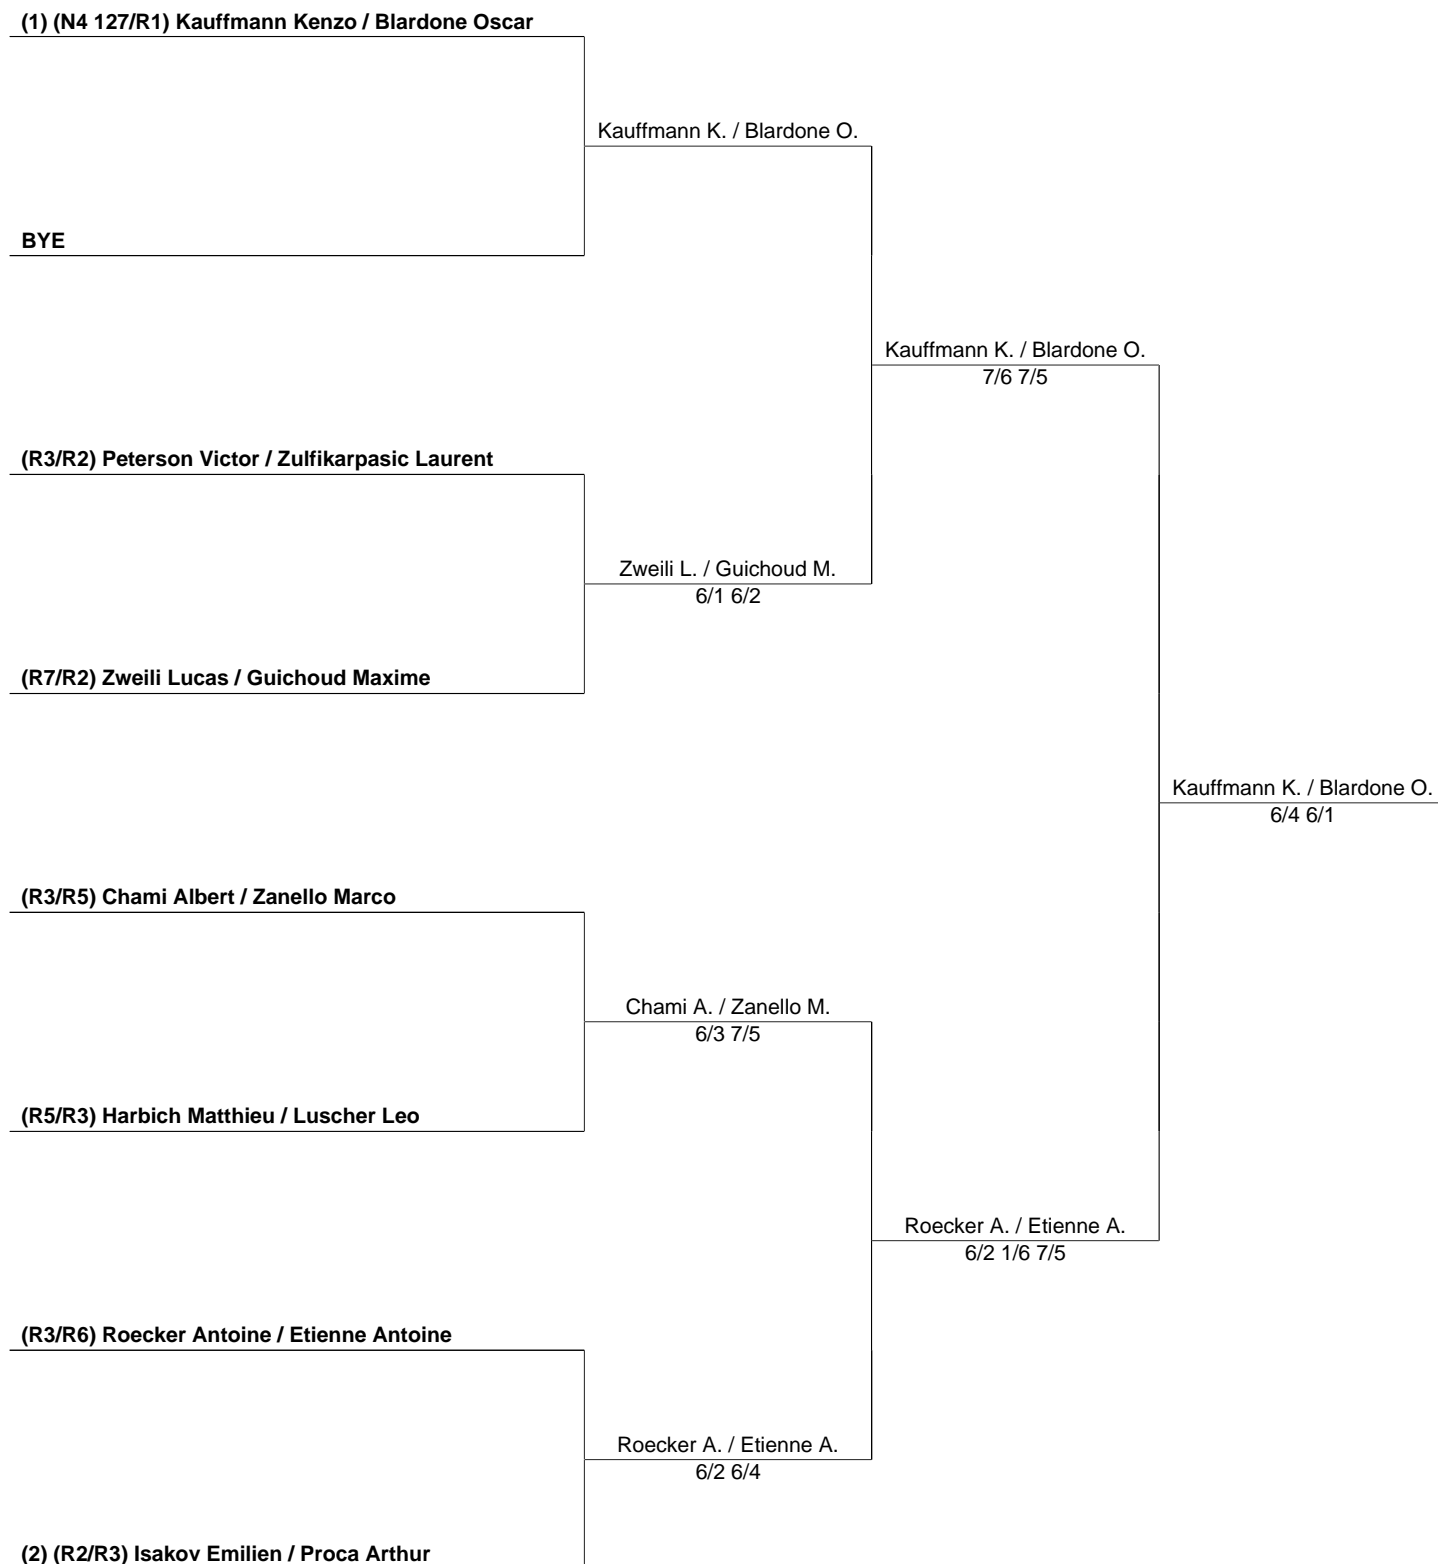 (1) (N4 127/R1) Kauffmann Kenzo / Blardone Oscar
Kauffmann K. / Blardone O.
BYE
Kauffmann K. / Blardone O.
7/6 7/5
(R3/R2) Peterson Victor / Zulfikarpasic Laurent
Zweili L. / Guichoud M.
6/1 6/2
(R7/R2) Zweili Lucas / Guichoud Maxime
Kauffmann K. / Blardone O.
6/4 6/1
(R3/R5) Chami Albert / Zanello Marco
Chami A. / Zanello M.
6/3 7/5
(R5/R3) Harbich Matthieu / Luscher Leo
Roecker A. / Etienne A.
6/2 1/6 7/5
(R3/R6) Roecker Antoine / Etienne Antoine
Roecker A. / Etienne A.
6/2 6/4
(2) (R2/R3) Isakov Emilien / Proca Arthur